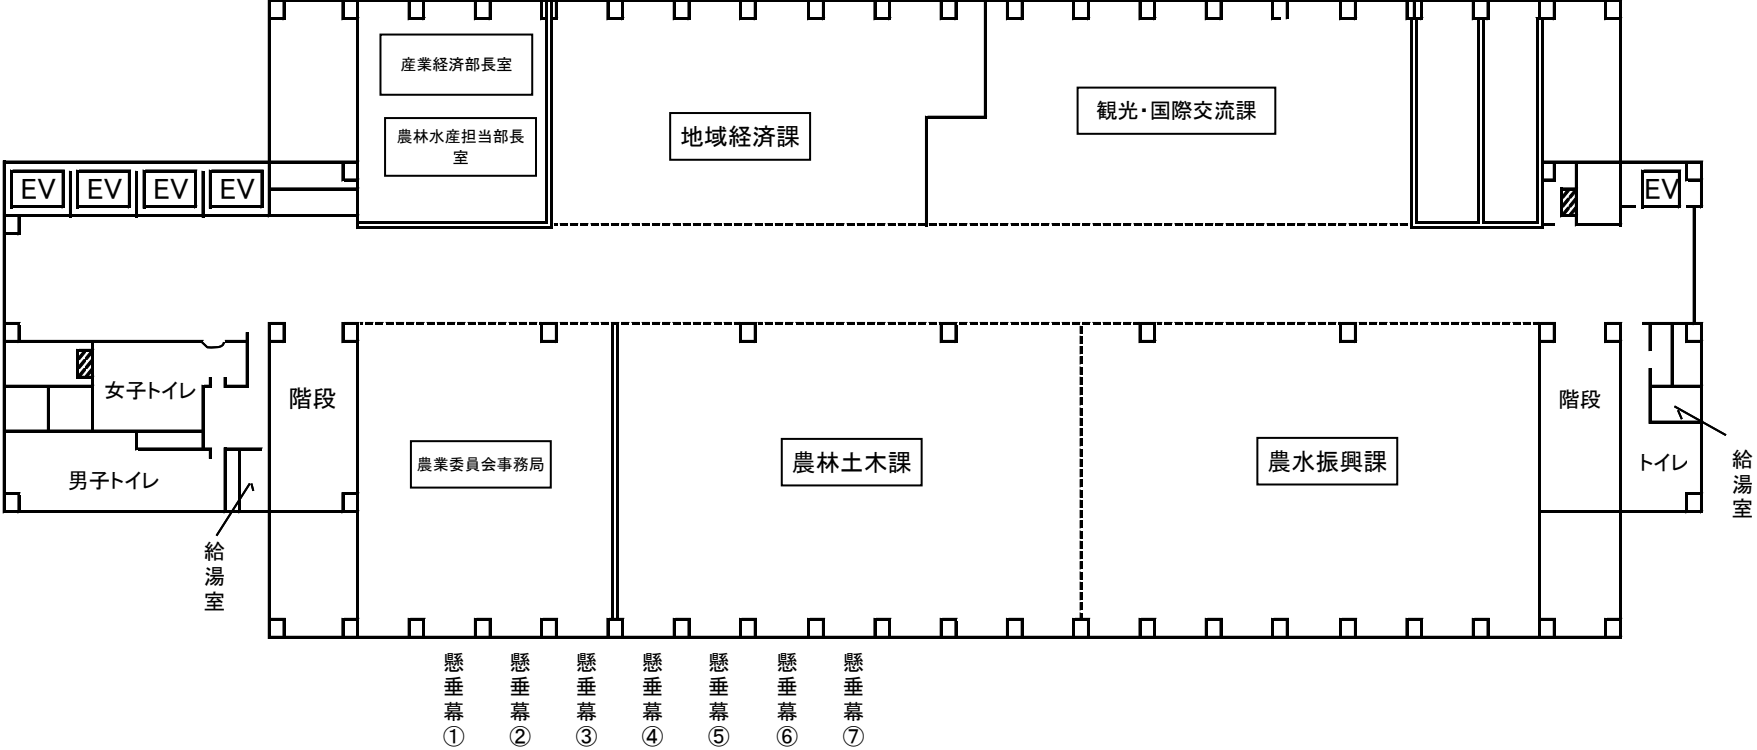 産業経済部長室
農林水産担当部長
室
地域経済課
観光・国際交流課
EV
EV
EV
EV
EV
女子トイレ
階段
男子トイレ
給湯室
農業委員会事務局
農林土木課
農水振興課
階段
トイレ
給湯室
懸垂幕①
懸垂幕②
懸垂幕③
懸垂幕④
懸垂幕⑤
懸垂幕⑥
懸垂幕⑦